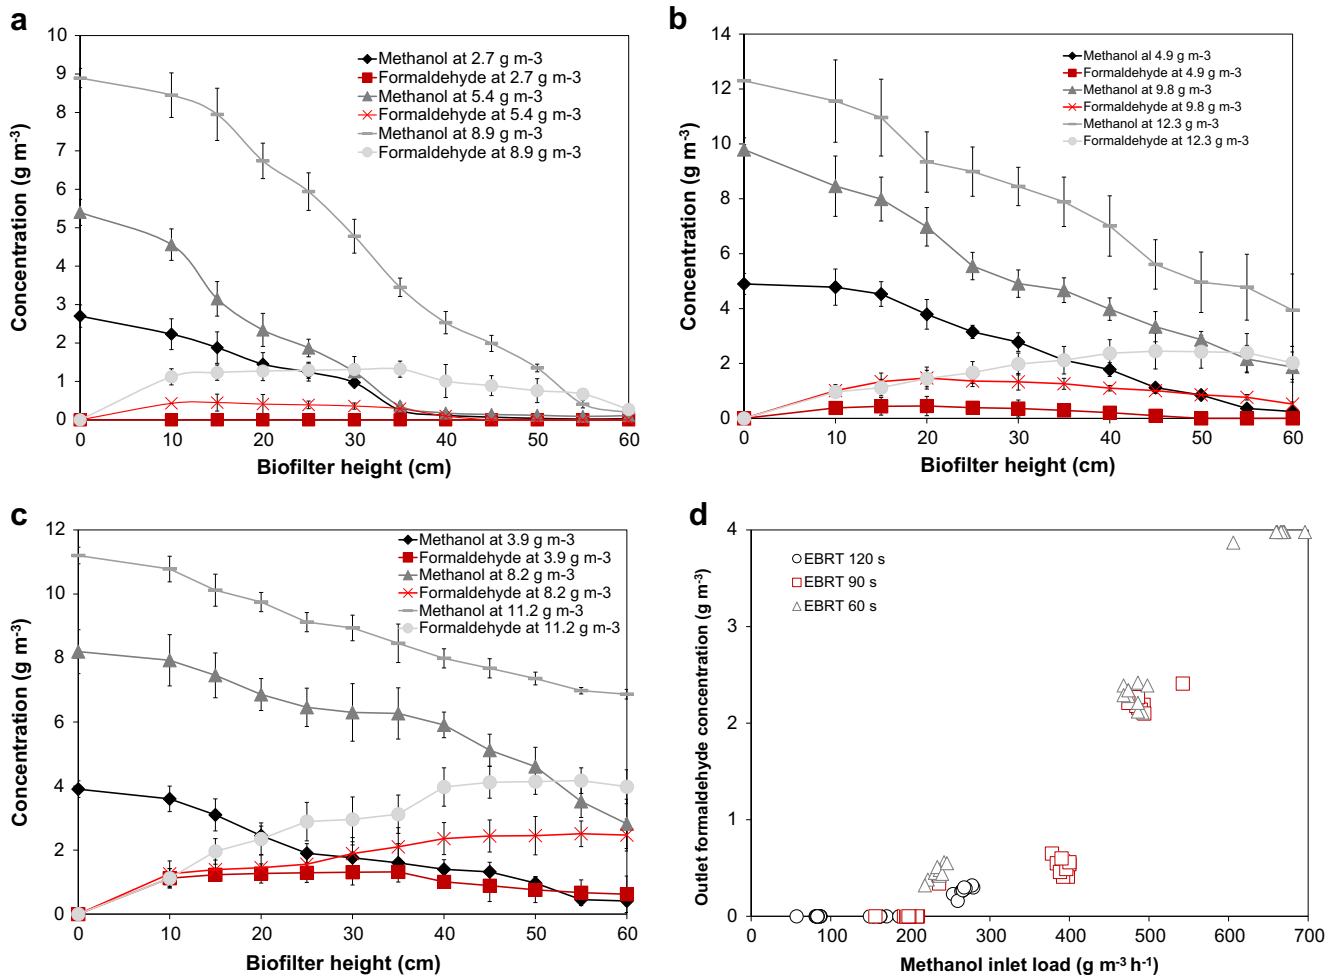 a
Concentration (g m-3)
10
9
8
7
6
5
4
3
2
1
0
Methanol at 2.7 g m-3
Formaldehyde at 2.7 g m-3
Methanol at 5.4 g m-3
Formaldehyde at 5.4 g m-3
Methanol at 8.9 g m-3
Formaldehyde at 8.9 g m-3
0 10 20 30 40 50 60
Biofilter height (cm)
b
Concentration (g m-3)
14
12
10
8
6
4
2
0
Methanol at 4.9 g m-3
Formaldehyde at 4.9 g m-3
Methanol at 9.8 g m-3
Formaldehyde at 9.8 g m-3
Methanol at 12.3 g m-3
Formaldehyde at 12.3 g m-3
0 10 20 30 40 50 60
Biofilter height (cm)
c
Concentration (g m-3)
12
10
8
6
4
2
0
Methanol at 3.9 g m-3
Formaldehyde at 3.9 g m-3
Methanol at 8.2 g m-3
Formaldehyde at 8.2 g m-3
Methanol at 11.2 g m-3
Formaldehyde at 11.2 g m-3
0 10 20 30 40 50 60
Biofilter height (cm)
d
Outlet formaldehyde concentration (g m-3)
4
3
2
1
0
EBRT 120 s
EBRT 90 s
EBRT 60 s
0 100 200 300 400 500 600 700
Methanol inlet load (g m-3 h-1)